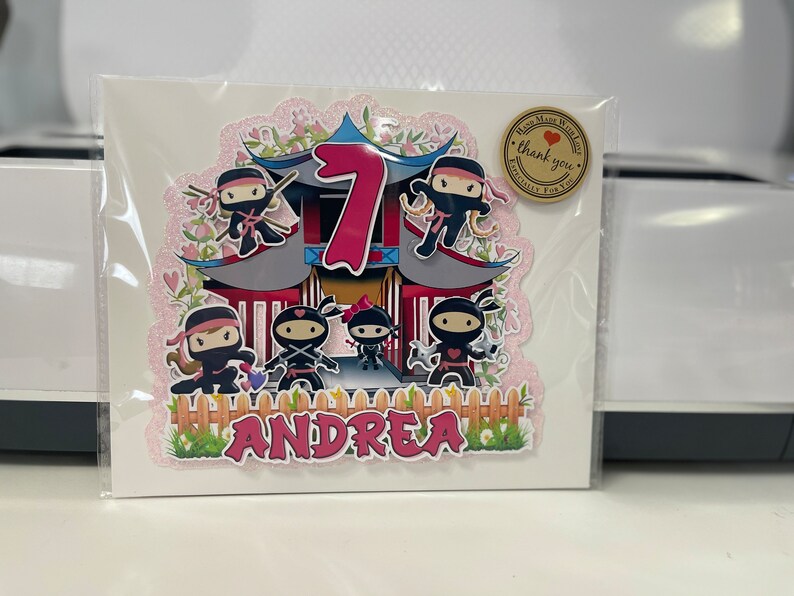 7
ANDREA
HAND MADE WITH LOVE
thank you
ESPECIALLY FOR YOU